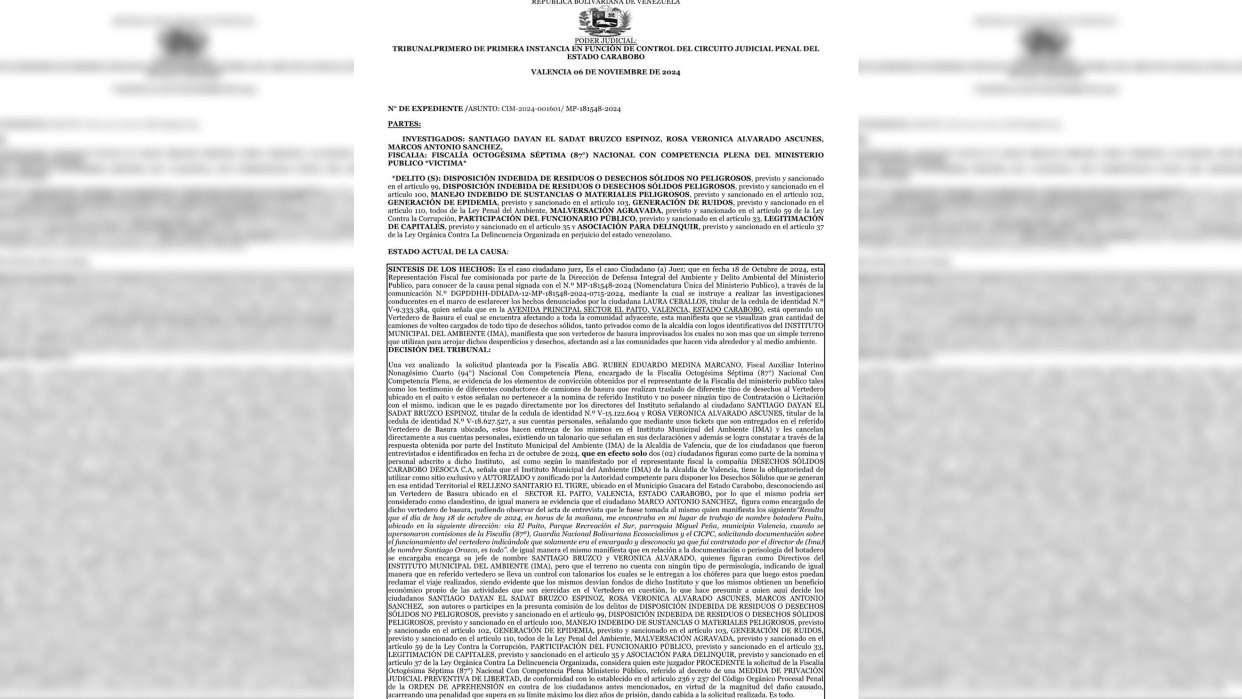 REPÚBLICA BOLIVARIANA DE VENEZUELA
PODER JUDICIAL:
TRIBUNALPRIMERO DE PRIMERA INSTANCIA EN FUNCIÓN DE CONTROL DEL CIRCUITO JUDICIAL PENAL DEL
ESTADO CARABOBO
VALENCIA 06 DE NOVIEMBRE DE 2024
N° DE EXPEDIENTE /ASUNTO: CIM-2024-001601/ MP-181548-2024
PARTES:
INVESTIGADOS: SANTIAGO DAYAN EL SADAT BRUZCO ESPINOZ, ROSA VERONICA ALVARADO ASCUNES,
MARCOS ANTONIO SANCHEZ,
FISCALIA: FISCALÍA OCTOGÉSIMA SÉPTIMA (87°) NACIONAL CON COMPETENCIA PLENA DEL MINISTERIO
PUBLICO *VICTIMA*
*DELITO (S): DISPOSICIÓN INDEBIDA DE RESIDUOS O DESECHOS SÓLIDOS NO PELIGROSOS, previsto y sancionado
en el artículo 99, DISPOSICIÓN INDEBIDA DE RESIDUOS O DESECHOS SÓLIDOS PELIGROSOS, previsto y sancionado en el
artículo 100, MANEJO INDEBIDO DE SUSTANCIAS O MATERIALES PELIGROSOS, previsto y sancionado en el artículo 102,
GENERACIÓN DE EPIDEMIA, previsto y sancionado en el artículo 103, GENERACIÓN DE RUIDOS, previsto y sancionado en el
artículo 110, todos de la Ley Penal del Ambiente, MALVERSACIÓN AGRAVADA, previsto y sancionado en el artículo 59 de la Ley
Contra la Corrupción, PARTICIPACIÓN DEL FUNCIONARIO PÚBLICO, previsto y sancionado en el artículo 33, LEGITIMACIÓN
DE CAPITALES, previsto y sancionado en el artículo 35 y ASOCIACIÓN PARA DELINQUIR, previsto y sancionado en el artículo 37
de la Ley Orgánica Contra La Delincuencia Organizada en perjuicio del estado venezolano.
ESTADO ACTUAL DE LA CAUSA:
SINTESIS DE LOS HECHOS: Es el caso ciudadano juez, Es el caso Ciudadano (a) Juez; que en fecha 18 de Octubre de 2024, esta
Representación Fiscal fue comisionada por parte de la Dirección de Defensa Integral del Ambiente y Delito Ambiental del Ministerio
Publico, para conocer de la causa penal signada con el N.º MP-181548-2024 (Nomenclatura Única del Ministerio Publico), a través de la
comunicación N.º DGPDDHH-DDIADA-12-MP-181548-2024-0715-2024, mediante la cual se instruye a realizar las investigaciones
conducentes en el marco de esclarecer los hechos denunciados por la ciudadana LAURA CEBALLOS, titular de la cedula de identidad N.º
V-9.333.384, quien señala que en la AVENIDA PRINCIPAL SECTOR EL PAITO, VALENCIA, ESTADO CARABOBO, está operando un
Vertedero de Basura el cual se encuentra afectando a toda la comunidad adyacente, esta manifiesta que se visualizan gran cantidad de
camiones de volteo cargados de todo tipo de desechos sólidos, tanto privados como de la alcaldía con logos identificativos del INSTITUTO
MUNICIPAL DEL AMBIENTE (IMA), manifiesta que son vertederos de basura improvisados los cuales no son mas que un simple terreno
que utilizan para arrojar dichos desperdicios y desechos, afectando así a las comunidades que hacen vida alrededor y al medio ambiente.
DECISIÓN DEL TRIBUNAL:
Una vez analizado la solicitud planteada por la Fiscalía ABG. RUBEN EDUARDO MEDINA MARCANO, Fiscal Auxiliar Interino
Nonagésimo Cuarto (94°) Nacional Con Competencia Plena, encargado de la Fiscalía Octogésima Séptima (87°) Nacional Con
Competencia Plena, se evidencia de los elementos de convicción obtenidos por el representante de la Fiscalía del ministerio publico tales
como los testimonio de diferentes conductores de camiones de basura que realizan traslado de diferente tipo de desechos al Vertedero
ubicado en el paito y estos señalan no pertenecer a la nomina de referido Instituto y no poseer ningún tipo de Contratación o Licitación
con el mismo, indican que le es pagado directamente por los directores del Instituto señalando al ciudadano SANTIAGO DAYAN EL
SADAT BRUZCO ESPINOZ, titular de la cedula de identidad N.º V-15.122.604 y ROSA VERONICA ALVARADO ASCUNES, titular de la
cedula de identidad N.º V-18.627.527, a sus cuentas personales, señalando que mediante unos tickets que son entregados en el referido
Vertedero de Basura ubicado, estos hacen entrega de los mismos en el Instituto Municipal del Ambiente (IMA) y les cancelan
directamente a sus cuentas personales, existiendo un talonario que señalan en sus declaraciones y además se logra constatar a través de la
respuesta obtenida por parte del Instituto Municipal del Ambiente (IMA) de la Alcaldía de Valencia, que de los ciudadanos que fueron
entrevistados e identificados en fecha 21 de octubre de 2024, que en efecto solo dos (02) ciudadanos figuran como parte de la nomina y
personal adscrito a dicho Instituto, así como según lo manifestado por el representante fiscal la compañía DESECHOS SÓLIDOS
CARABOBO DESOCA C.A, señala que el Instituto Municipal del Ambiente (IMA) de la Alcaldía de Valencia, tiene la obligatoriedad de
utilizar como sitio exclusivo y AUTORIZADO y zonificado por la Autoridad competente para disponer los Desechos Sólidos que se generan
en esa entidad Territorial el RELLENO SANITARIO EL TIGRE, ubicado en el Municipio Guacara del Estado Carabobo, desconociendo así
un Vertedero de Basura ubicado en el SECTOR EL PAITO, VALENCIA, ESTADO CARABOBO, por lo que el mismo podría ser
considerado como clandestino, de igual manera se evidencia que el ciudadano MARCO ANTONIO SANCHEZ, figura como encargado de
dicho vertedero de basura, pudiendo observar del acta de entrevista que le fuese tomada al mismo quien manifiesta los siguiente"Resulta
que el día de hoy 18 de octubre de 2024, en horas de la mañana, me encontraba en mi lugar de trabajo de nombre botadero Paito,
ubicado en la siguiente dirección: vía El Paito, Parque Recreación el Sur, parroquia Miguel Peña, municipio Valencia, cuando se
apersonaron comisiones de la Fiscalía (87°), Guardia Nacional Bolivariana Ecosocialimos y el CICPC, solicitando documentación sobre
el funcionamiento del vertedero indicándole que solamente era el encargado y desconocía ya que fui contratado por el director de (Ima)
de nombre Santiago Orozco, es todo". de igual manera el mismo manifiesta que en relación a la documentación o perisología del botadero
se encargaba encarga su jefe de nombre SANTIAGO BRUZCO y VERONICA ALVARADO, quienes figuran como Directivos del
INSTITUTO MUNICIPAL DEL AMBIENTE (IMA), pero que el terreno no cuenta con ningún tipo de permisologia, indicando de igual
manera que en referido vertedero se lleva un control con talonarios los cuales se le entregan a los chóferes para que luego estos puedan
reclamar el viaje realizados, siendo evidente que los mismos desvían fondos de dicho Instituto y que los mismos obtienen un beneficio
económico propio de las actividades que son ejercidas en el Vertedero en cuestión, lo que hace presumir a quien aquí decide los
ciudadanos SANTIAGO DAYAN EL SADAT BRUZCO ESPINOZ, ROSA VERONICA ALVARADO ASCUNES, MARCOS ANTONIO
SANCHEZ, son autores o participes en la presunta comisión de los delitos de DISPOSICIÓN INDEBIDA DE RESIDUOS O DESECHOS
SÓLIDOS NO PELIGROSOS, previsto y sancionado en el artículo 99, DISPOSICIÓN INDEBIDA DE RESIDUOS O DESECHOS SÓLIDOS
PELIGROSOS, previsto y sancionado en el artículo 100, MANEJO INDEBIDO DE SUSTANCIAS O MATERIALES PELIGROSOS, previsto
y sancionado en el artículo 102, GENERACIÓN DE EPIDEMIA, previsto y sancionado en el artículo 103, GENERACIÓN DE RUIDOS,
previsto y sancionado en el artículo 110, todos de la Ley Penal del Ambiente, MALVERSACIÓN AGRAVADA, previsto y sancionado en el
artículo 59 de la Ley Contra la Corrupción, PARTICIPACIÓN DEL FUNCIONARIO PÚBLICO, previsto y sancionado en el artículo 33,
LEGITIMACIÓN DE CAPITALES, previsto y sancionado en el artículo 35 y ASOCIACIÓN PARA DELINQUIR, previsto y sancionado en el
artículo 37 de la Ley Orgánica Contra La Delincuencia Organizada, considera quien este juzgador PROCEDENTE la solicitud de la Fiscalía
Octogésima Séptima (87°) Nacional Con Competencia Plena Ministerio Público, referido al decreto de una MEDIDA DE PRIVACIÓN
JUDICIAL PREVENTIVA DE LIBERTAD, de conformidad con lo establecido en el artículo 236 y 237 del Código Orgánico Procesal Penal
de la ORDEN DE APREHENSIÓN en contra de los ciudadanos antes mencionados, en virtud de la magnitud del daño causado,
acarreando una penalidad que supera en su limite máximo los diez años de prisión, dando cabida a la solicitud realizada. Es todo.